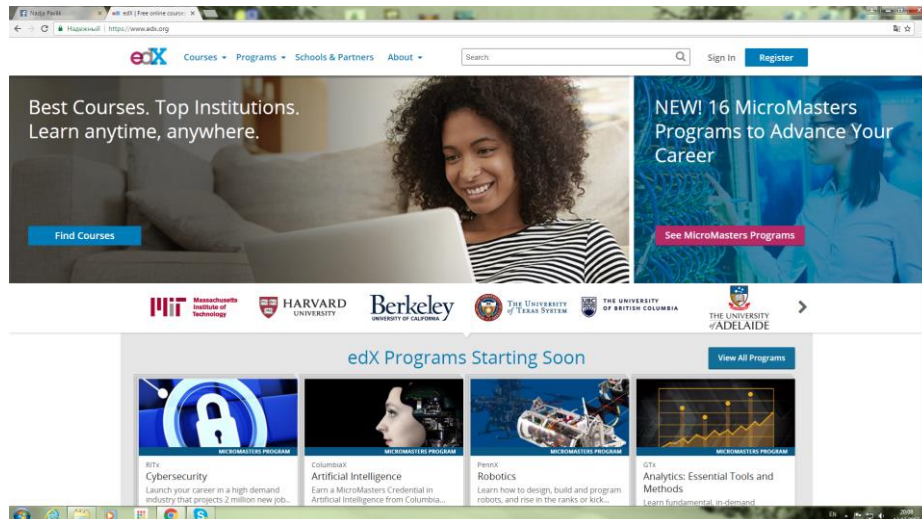 Nadja Pavlik
edX | Free online course
Надежный
https://www.edx.org
edX
Courses
Programs
Schools & Partners
About
Search:
Sign In
Register
Best Courses. Top Institutions.
Learn anytime, anywhere.
Find Courses
NEW! 16 MicroMasters
Programs to Advance Your
Career
See MicroMasters Programs
MIT
Massachusetts
Institute of
Technology
HARVARD
UNIVERSITY
Berkeley
UNIVERSITY OF CALIFORNIA
THE UNIVERSITY
of TEXAS SYSTEM
UBC
THE UNIVERSITY
OF BRITISH COLUMBIA
THE UNIVERSITY
of ADELAIDE
edX Programs Starting Soon
View All Programs
MICROMASTERS PROGRAM
RITx
Cybersecurity
Launch your career in a high demand
industry that projects 2 million new job...
MICROMASTERS PROGRAM
ColumbiaX
Artificial Intelligence
Earn a MicroMasters Credential in
Artificial Intelligence from Columbia...
MICROMASTERS PROGRAM
PennX
Robotics
Learn how to design, build and program
robots, and rise in the ranks or kick...
MICROMASTERS PROGRAM
GTx
Analytics: Essential Tools and
Methods
Learn fundamental, in-demand
EN
20:08